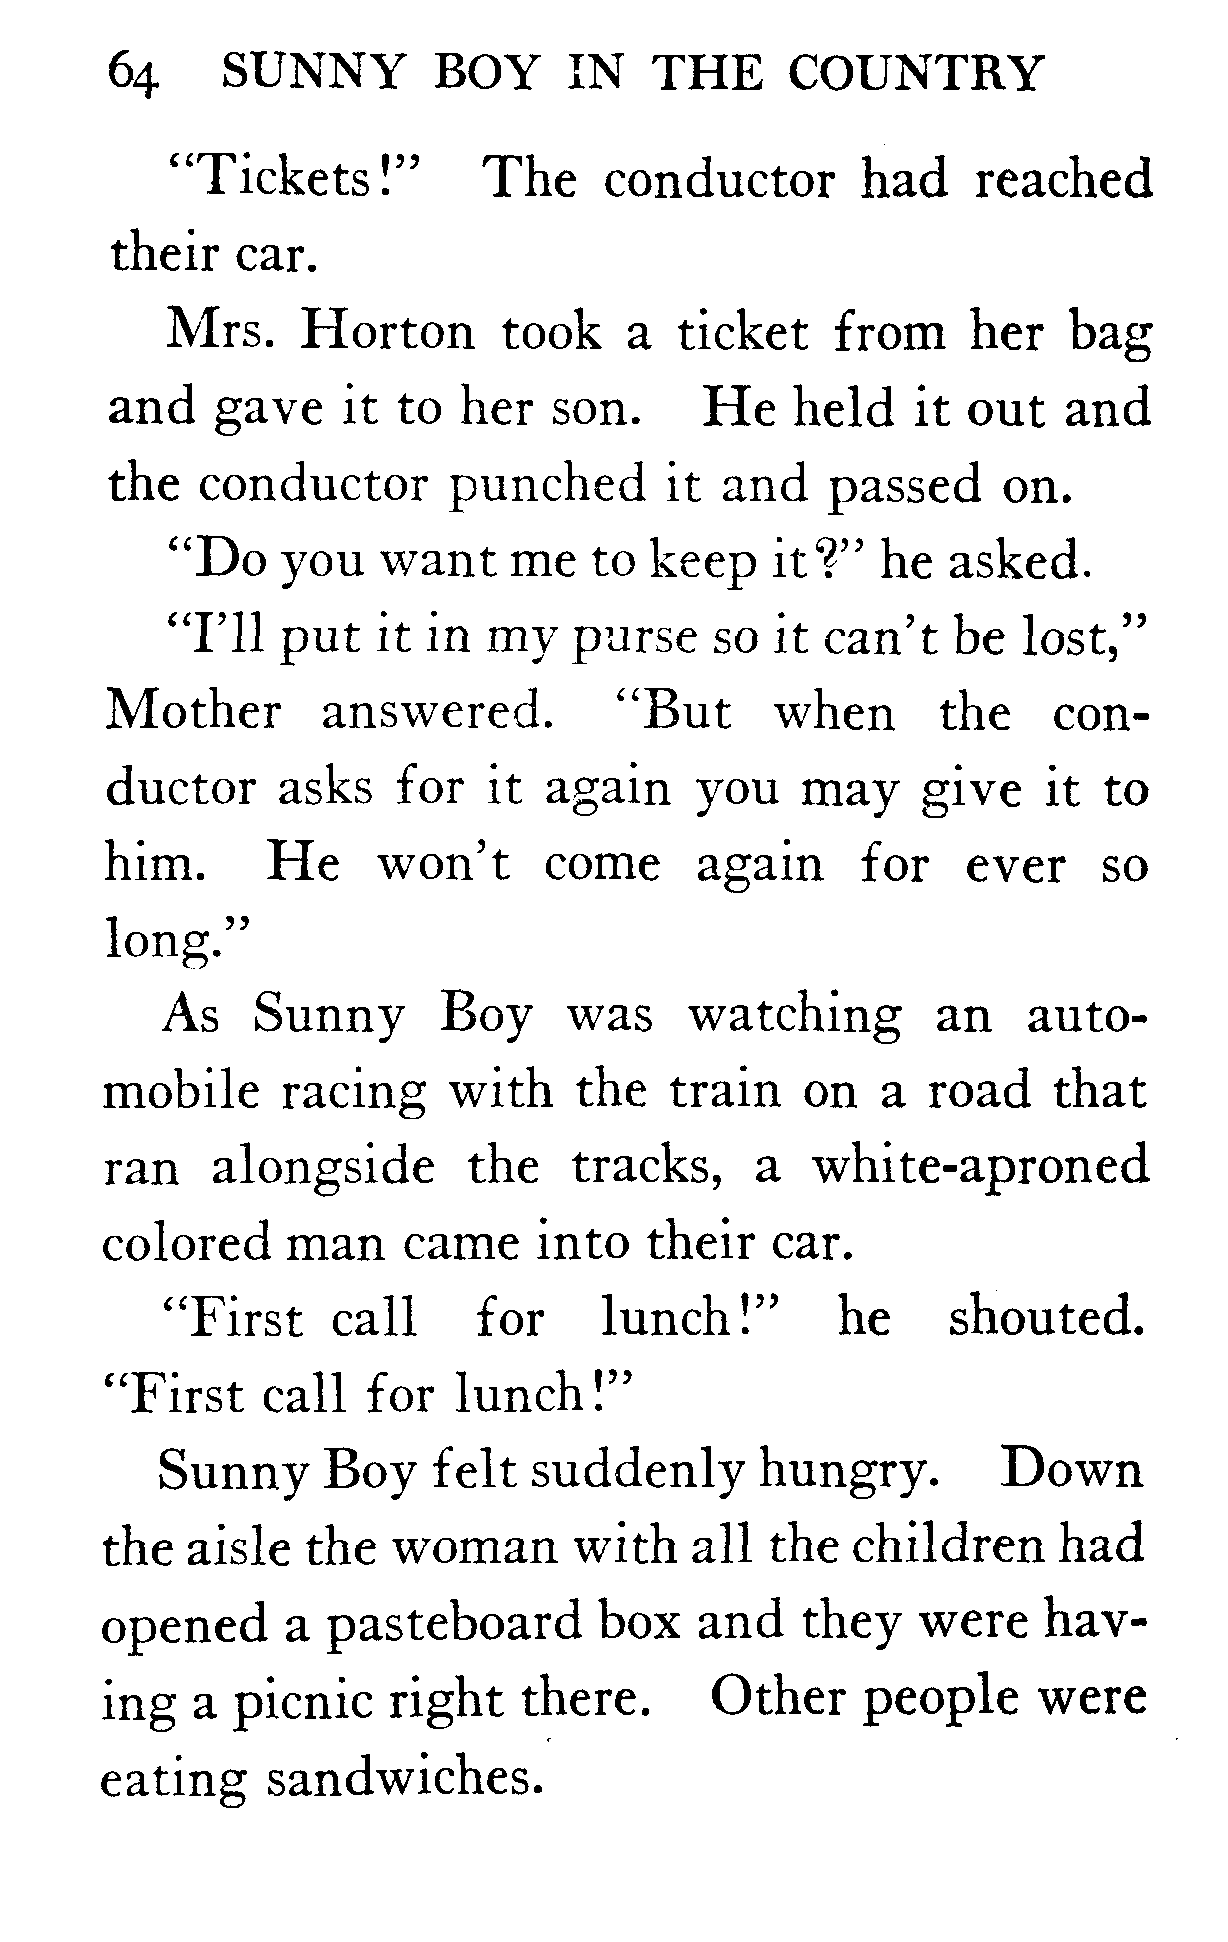 64 SUNNY BOY IN THE COUNTRY
"Tickets!" The conductor had reached
their car.
Mrs. Horton took a ticket from her bag
and gave it to her son. He held it out and
the conductor punched it and passed on.
"Do you want me to keep it?" he asked.
"I'll put it in my purse so it can't be lost,"
Mother answered. "But when the con-
ductor asks for it again you may give it to
him. He won't come again for ever so
long."
As Sunny Boy was watching an auto-
mobile racing with the train on a road that
ran alongside the tracks, a white-aproned
colored man came into their car.
"First call for lunch!" he shouted.
"First call for lunch!"
Sunny Boy felt suddenly hungry. Down
the aisle the woman with all the children had
opened a pasteboard box and they were hav-
ing a picnic right there. Other people were
eating sandwiches.